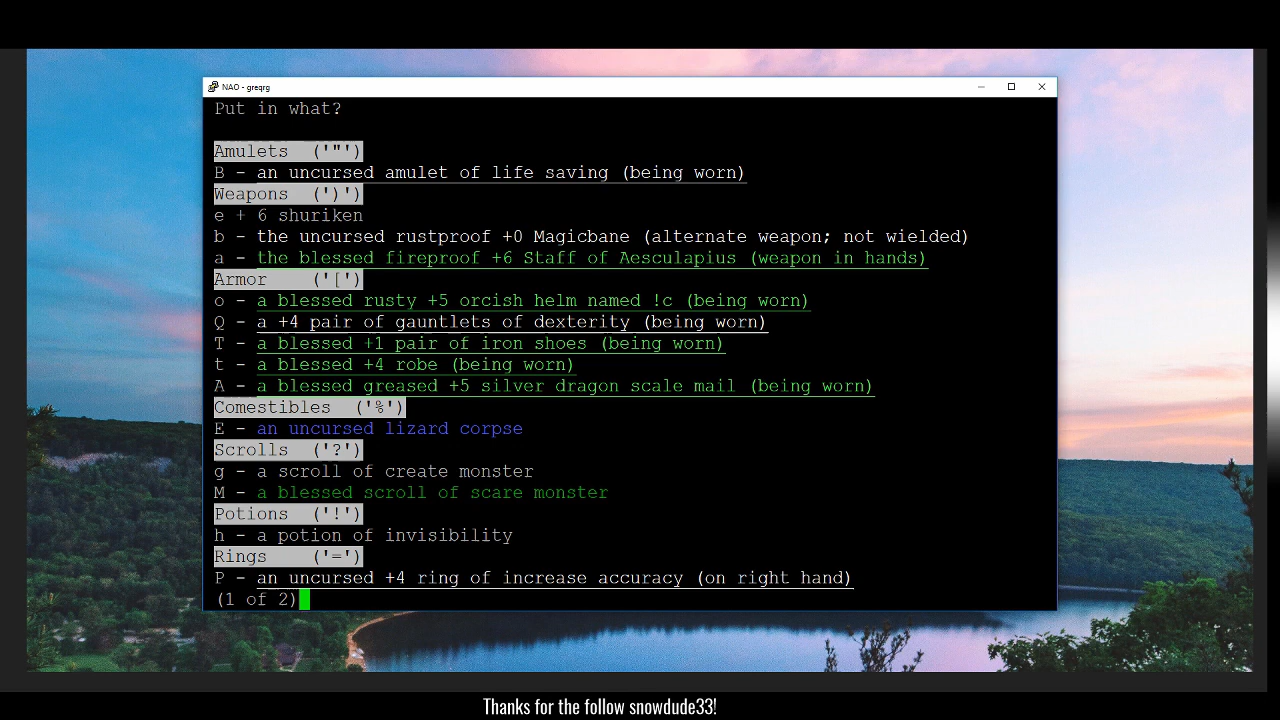 NAO - greqrg
Put in what?
Amulets ('"')
B - an uncursed amulet of life saving (being worn)
Weapons (')')
e + 6 shuriken
b - the uncursed rustproof +0 Magicbane (alternate weapon; not wielded)
a - the blessed fireproof +6 Staff of Aesculapius (weapon in hands)
Armor ('[')
o - a blessed rusty +5 orcish helm named !c (being worn)
Q - a +4 pair of gauntlets of dexterity (being worn)
T - a blessed +1 pair of iron shoes (being worn)
t - a blessed +4 robe (being worn)
A - a blessed greased +5 silver dragon scale mail (being worn)
Comestibles ('%')
E - an uncursed lizard corpse
Scrolls ('?')
g - a scroll of create monster
M - a blessed scroll of scare monster
Potions ('!')
h - a potion of invisibility
Rings ('=')
P - an uncursed +4 ring of increase accuracy (on right hand)
(1 of 2)
Thanks for the follow snowdude33!